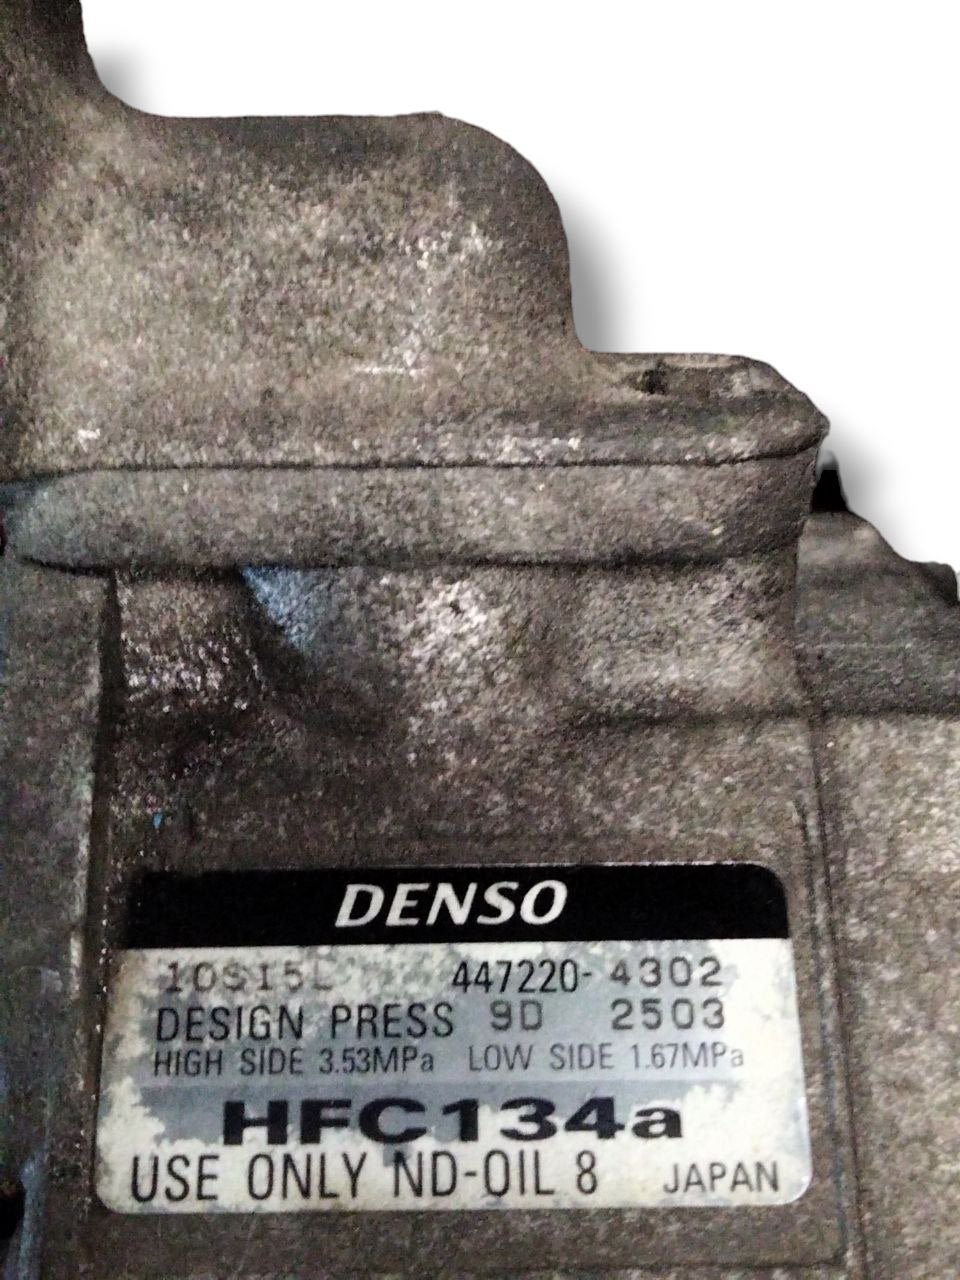 DENSO
10S15L 447220-4302
DESIGN PRESS 9D 2503
HIGH SIDE 3.53MPa LOW SIDE 1.67MPa
HFC134a
USE ONLY ND-OIL 8 JAPAN